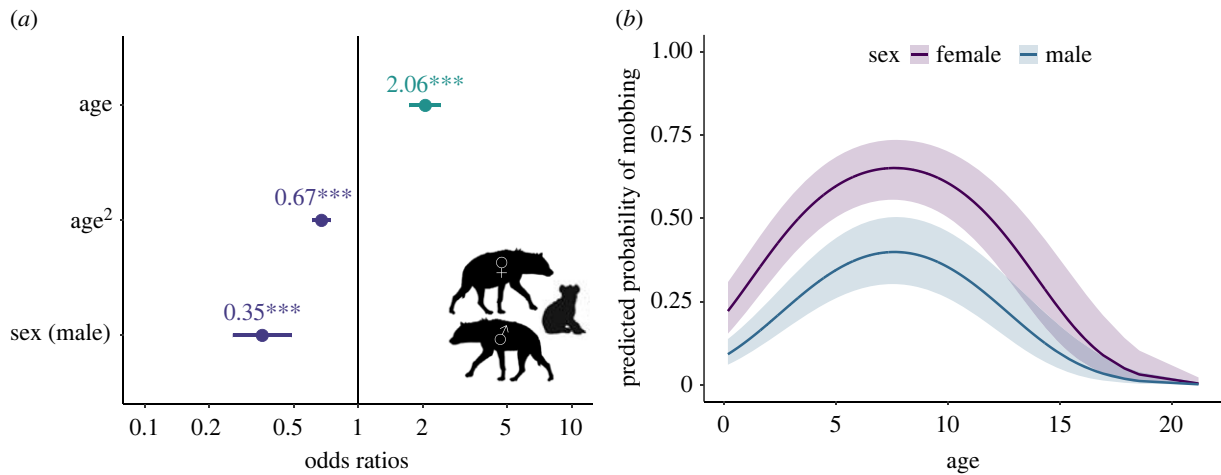 (a)
2.06***
age
0.67***
age²
0.35***
sex (male)
♀
♂
0.1 0.2 0.5 1 2 5 10
odds ratios
(b)
sex female male
1.00
0.75
0.50
0.25
0
predicted probability of mobbing
0 5 10 15 20
age